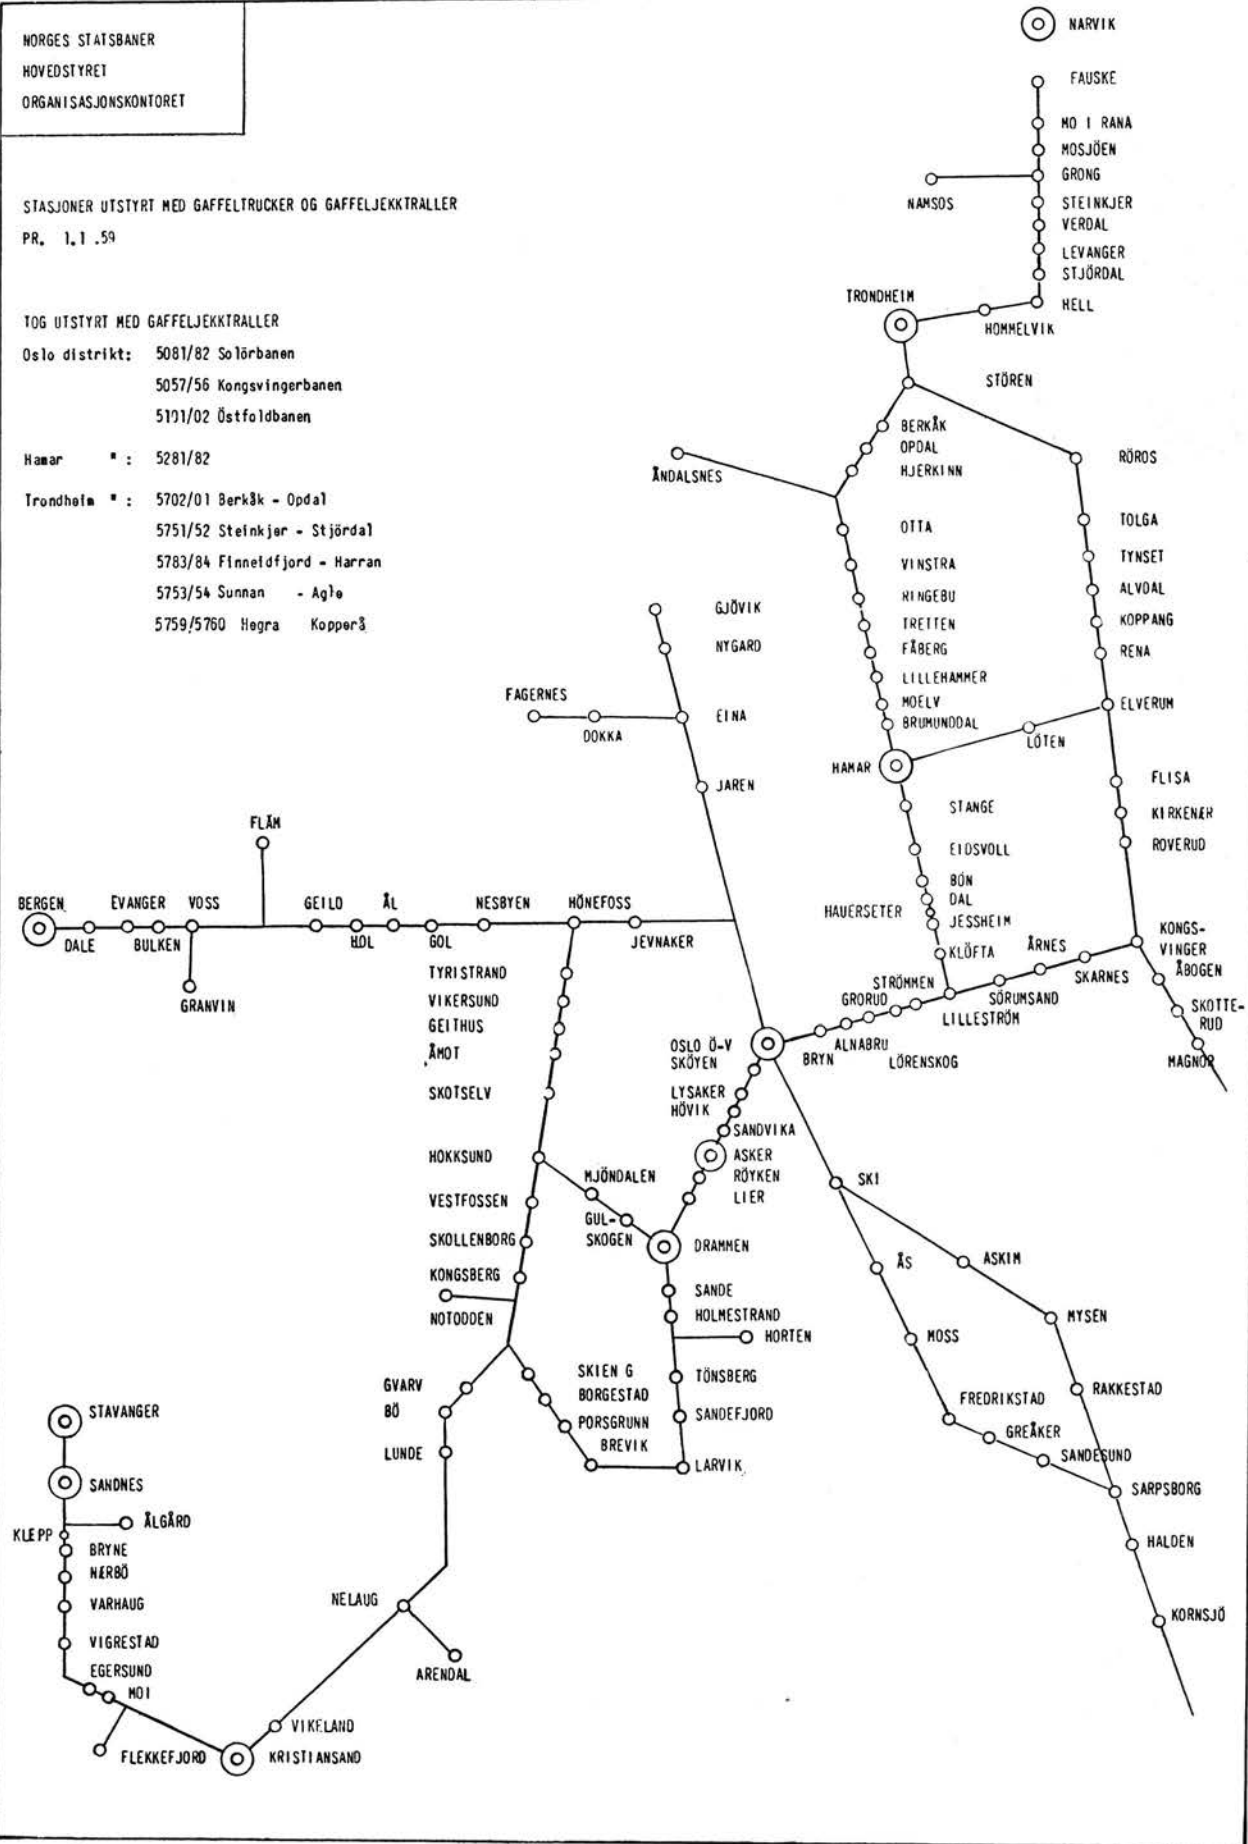 NORGES STATSBANER
HOVEDSTYRET
ORGANISASJONSKONTORET
STASJONER UTSTYRT MED GAFFELTRUCKER OG GAFFELJEKKTRALLER
PR. 1.1.59
TOG UTSTYRT MED GAFFELJEKKTRALLER
Oslo distrikt: 5081/82 Solörbanen
5057/56 Kongsvingerbanen
5101/02 Östfoldbanen
Hamar " : 5281/82
Trondheim " : 5702/01 Berkåk - Opdal
5751/52 Steinkjer - Stjördal
5783/84 Finneidfjord - Harran
5753/54 Sunnan - Agle
5759/5760 Hegra Kopperå
NARVIK
FAUSKE
MO I RANA
MOSJÖEN
GRONG
NAMSOS
STEINKJER
VERDAL
LEVANGER
STJÖRDAL
HELL
HOMMELVIK
TRONDHEIM
STÖREN
BERKÅK
OPDAL
HJERKINN
ÅNDALSNES
OTTA
VINSTRA
RINGEBU
TRETTEN
FÅBERG
LILLEHAMMER
MOELV
BRUMUNDDAL
HAMAR
RÖROS
TOLGA
TYNSET
ALVDAL
KOPPANG
RENA
ELVERUM
LÖTEN
FLISA
KIRKENÆR
ROVERUD
STANGE
EIDSVOLL
BÖN
DAL
HAUERSETER
JESSHEIM
KLÖFTA
KONGS-
VINGER
ÅBOGEN
SKOTTE-
RUD
MAGNOR
ÅRNES
SKARNES
SÖRUMSAND
LILLESTRÖM
STRÖMMEN
GRORUD
LÖRENSKOG
ALNABRU
BRYN
GJÖVIK
NYGARD
FAGERNES
DOKKA
EINA
JAREN
FLÅM
BERGEN
DALE
EVANGER
BULKEN
VOSS
GRANVIN
GEILO
HOL
ÅL
GOL
NESBYEN
HÖNEFOSS
JEVNAKER
TYRISTRAND
VIKERSUND
GEITHUS
ÅMOT
SKOTSELV
HOKKSUND
VESTFOSSEN
SKOLLENBORG
KONGSBERG
NOTODDEN
MJÖNDALEN
GUL-
SKOGEN
OSLO Ö-V
SKÖYEN
LYSAKER
HÖVIK
SANDVIKA
ASKER
RÖYKEN
LIER
DRAMMEN
SANDE
HOLMESTRAND
HORTEN
TÖNSBERG
SANDEFJORD
LARVIK
SKIEN G
BORGESTAD
PORSGRUNN
BREVIK
GVARV
BÖ
LUNDE
NELAUG
ARENDAL
VIKELAND
KRISTIANSAND
SKI
ÅS
MOSS
FREDRIKSTAD
GREÅKER
SANDESUND
ASKIM
MYSEN
RAKKESTAD
SARPSBORG
HALDEN
KORNSJÖ
STAVANGER
SANDNES
ÅLGÅRD
KLEPP
BRYNE
NÆRBÖ
VARHAUG
VIGRESTAD
EGERSUND
MOI
FLEKKEFJORD